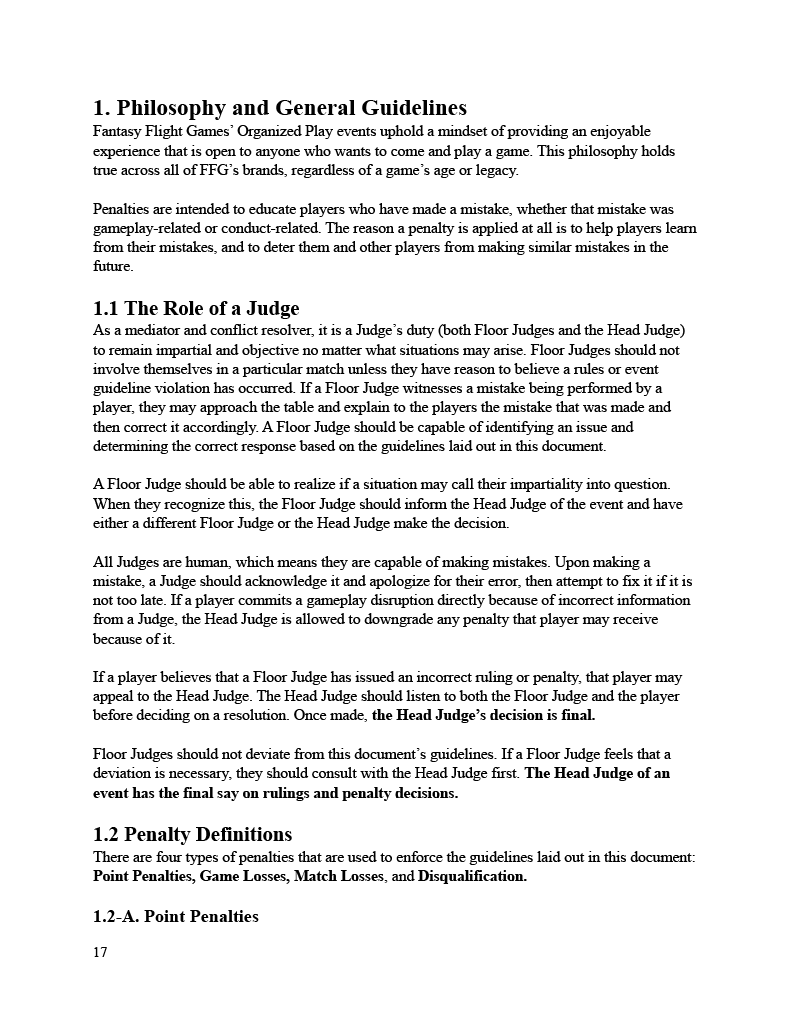 1. Philosophy and General Guidelines
Fantasy Flight Games’ Organized Play events uphold a mindset of providing an enjoyable
experience that is open to anyone who wants to come and play a game. This philosophy holds
true across all of FFG’s brands, regardless of a game’s age or legacy.
Penalties are intended to educate players who have made a mistake, whether that mistake was
gameplay-related or conduct-related. The reason a penalty is applied at all is to help players learn
from their mistakes, and to deter them and other players from making similar mistakes in the
future.
1.1 The Role of a Judge
As a mediator and conflict resolver, it is a Judge’s duty (both Floor Judges and the Head Judge)
to remain impartial and objective no matter what situations may arise. Floor Judges should not
involve themselves in a particular match unless they have reason to believe a rules or event
guideline violation has occurred. If a Floor Judge witnesses a mistake being performed by a
player, they may approach the table and explain to the players the mistake that was made and
then correct it accordingly. A Floor Judge should be capable of identifying an issue and
determining the correct response based on the guidelines laid out in this document.
A Floor Judge should be able to realize if a situation may call their impartiality into question.
When they recognize this, the Floor Judge should inform the Head Judge of the event and have
either a different Floor Judge or the Head Judge make the decision.
All Judges are human, which means they are capable of making mistakes. Upon making a
mistake, a Judge should acknowledge it and apologize for their error, then attempt to fix it if it is
not too late. If a player commits a gameplay disruption directly because of incorrect information
from a Judge, the Head Judge is allowed to downgrade any penalty that player may receive
because of it.
If a player believes that a Floor Judge has issued an incorrect ruling or penalty, that player may
appeal to the Head Judge. The Head Judge should listen to both the Floor Judge and the player
before deciding on a resolution. Once made, the Head Judge’s decision is final.
Floor Judges should not deviate from this document’s guidelines. If a Floor Judge feels that a
deviation is necessary, they should consult with the Head Judge first. The Head Judge of an
event has the final say on rulings and penalty decisions.
1.2 Penalty Definitions
There are four types of penalties that are used to enforce the guidelines laid out in this document:
Point Penalties, Game Losses, Match Losses, and Disqualification.
1.2-A. Point Penalties
17